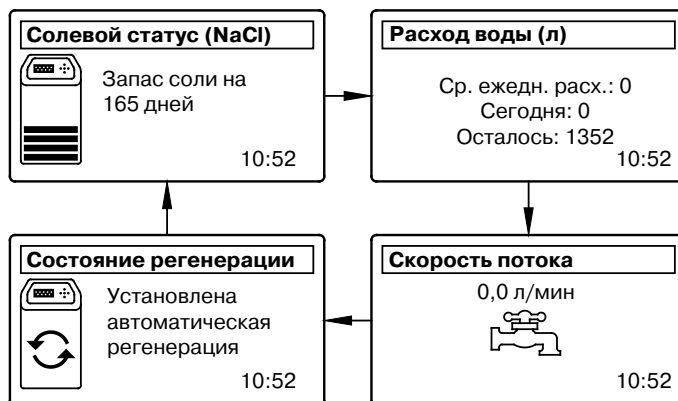 Солевой статус (NaCl)
Запас соли на
165 дней
10:52
Расход воды (л)
Ср. ежедн. расх.: 0
Сегодня: 0
Осталось: 1352
10:52
Состояние регенерации
Установлена
автоматическая
регенерация
10:52
Скорость потока
0,0 л/мин
10:52